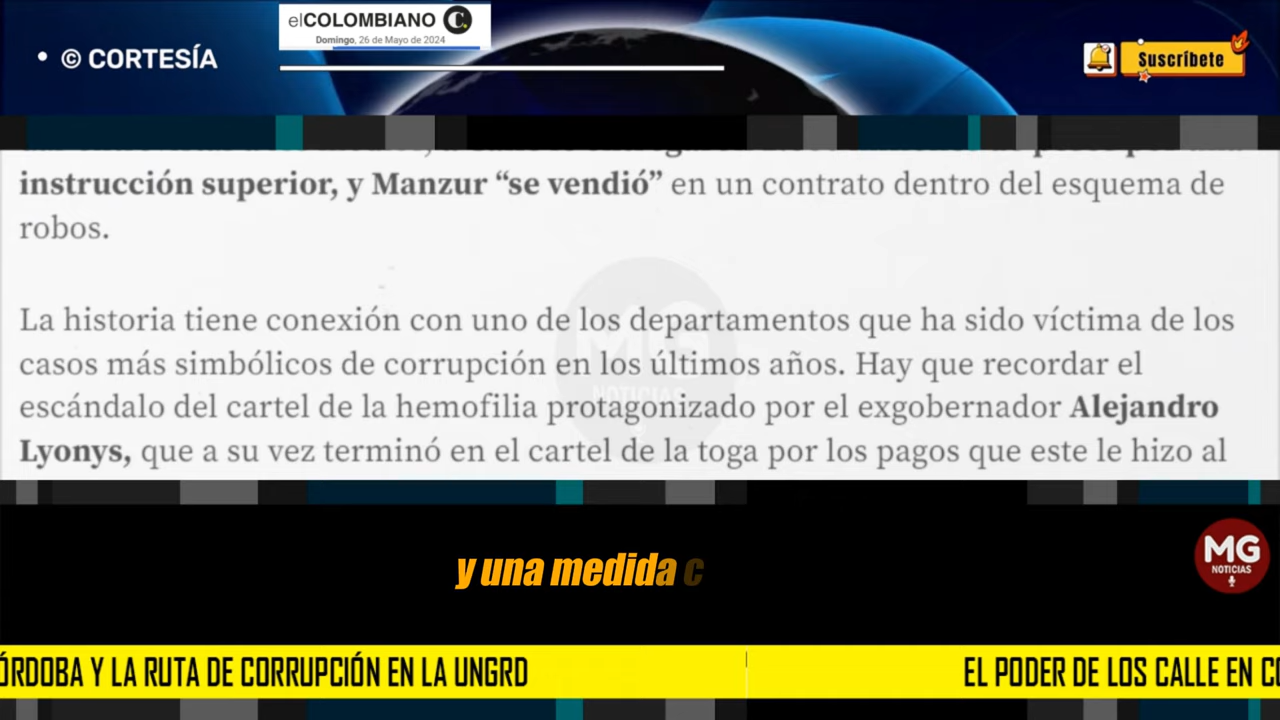 elCOLOMBIANO C.
Domingo, 26 de Mayo de 2024
• © CORTESÍA
Suscríbete
instrucción superior, y Manzur “se vendió” en un contrato dentro del esquema de
robos.
La historia tiene conexión con uno de los departamentos que ha sido víctima de los
casos más simbólicos de corrupción en los últimos años. Hay que recordar el
escándalo del cartel de la hemofilia protagonizado por el exgobernador Alejandro
Lyonys, que a su vez terminó en el cartel de la toga por los pagos que este le hizo al
MG
NOTICIAS
y una medida c
MG
NOTICIAS
ÓRDOBA Y LA RUTA DE CORRUPCIÓN EN LA UNGRD
EL PODER DE LOS CALLE EN CÓ